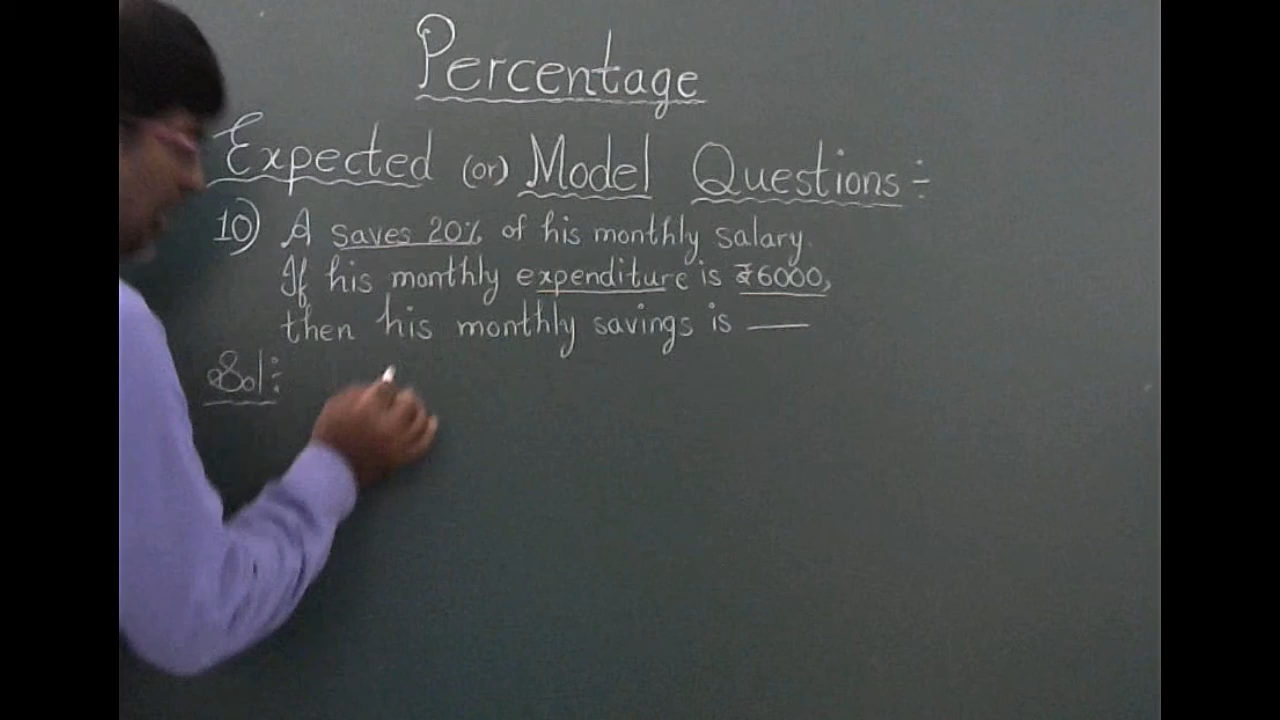 Percentage
Expected (or) Model Questions :-
10) A saves 20% of his monthly salary.
If his monthly expenditure is ₹6000,
then his monthly savings is ___
Sol:-